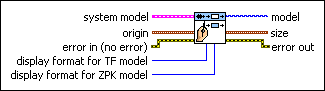 system model
model
origin
size
error in (no error)
error out
display format for TF model
display format for ZPK model